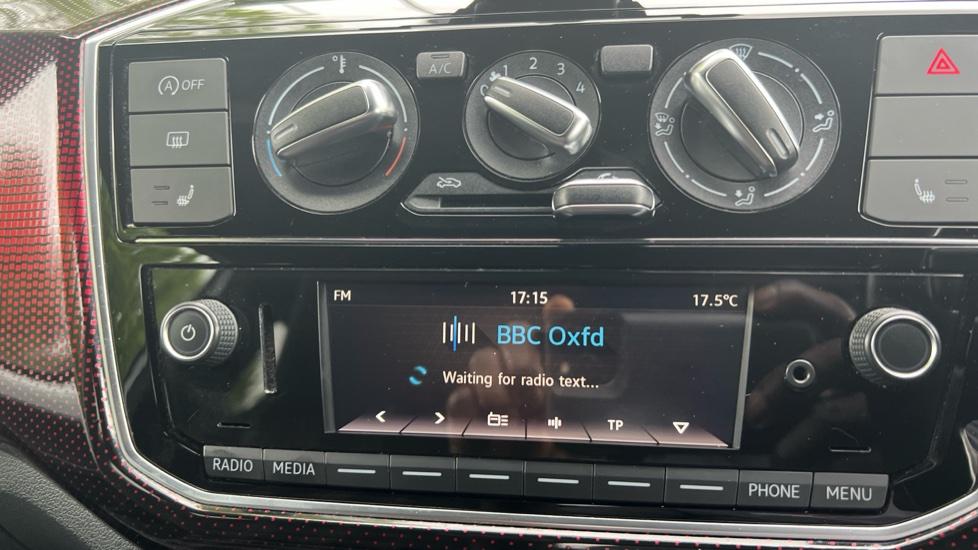 A OFF
A/C
0 1 2 3 4
FM 17:15 17.5°C
BBC Oxfd
Waiting for radio text...
TP
RADIO MEDIA PHONE MENU